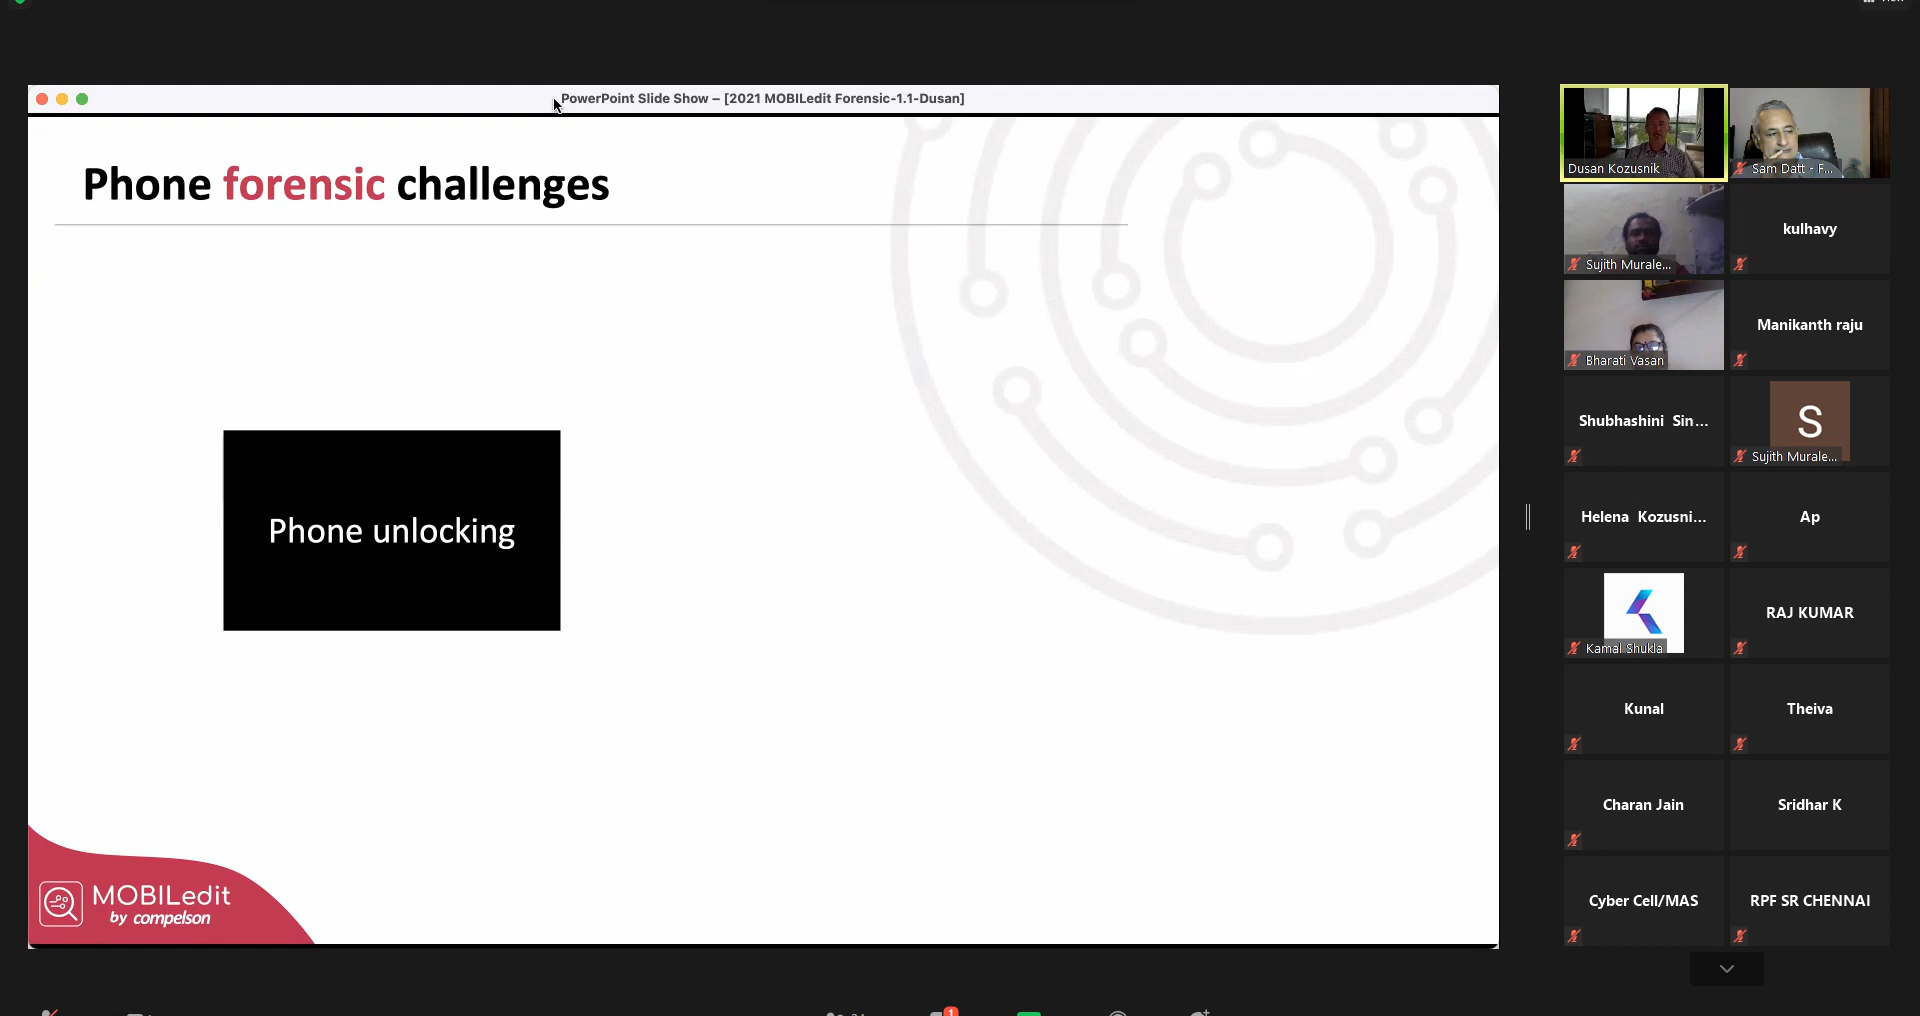 PowerPoint Slide Show – [2021 MOBILedit Forensic-1.1-Dusan]
Phone forensic challenges
Phone unlocking
MOBILedit
by compelson
Dusan Kozusnik
Sam Datt - F...
Sujith Murale...
kulhavy
Bharati Vasan
Manikanth raju
Shubhashini Sin...
S
Sujith Murale...
Helena Kozusni...
Ap
Kamal Shukla
RAJ KUMAR
Kunal
Theiva
Charan Jain
Sridhar K
Cyber Cell/MAS
RPF SR CHENNAI
1